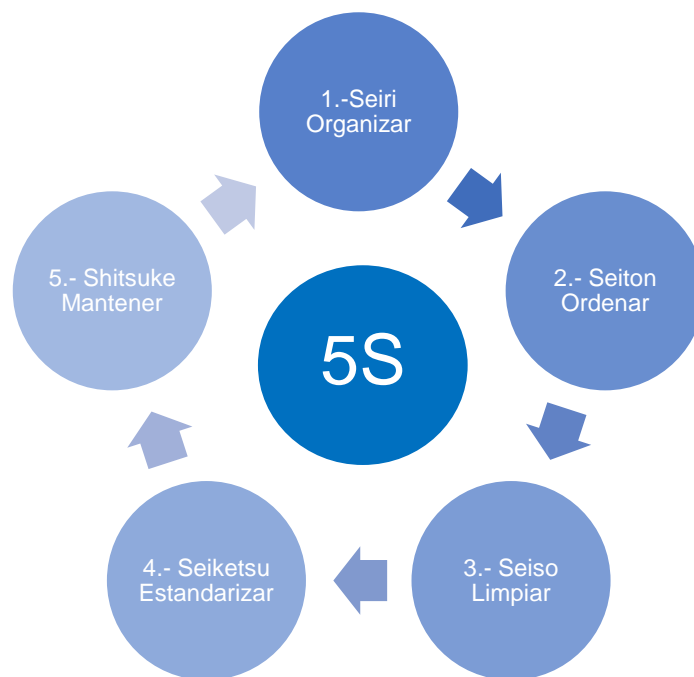 1.-Seiri
Organizar
2.- Seiton
Ordenar
3.- Seiso
Limpiar
4.- Seiketsu
Estandarizar
5.- Shitsuke
Mantener
5S